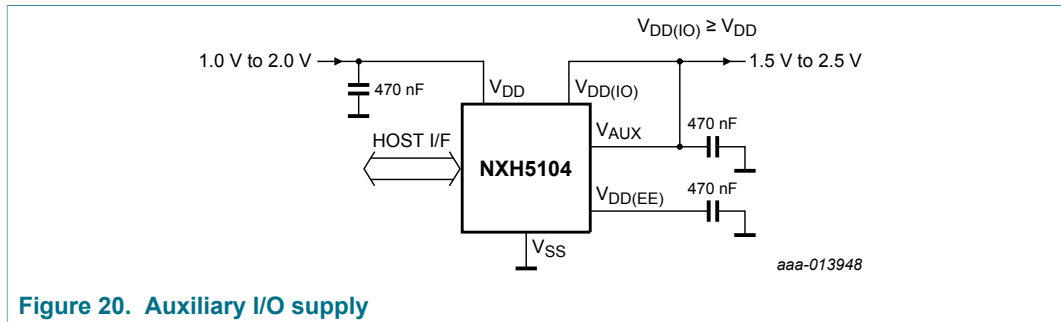 V_DD(IO) ≥ V_DD
1.0 V to 2.0 V
1.5 V to 2.5 V
470 nF
V_DD
V_DD(IO)
HOST I/F
NXH5104
V_AUX
470 nF
V_DD(EE)
470 nF
V_SS
aaa-013948
Figure 20. Auxiliary I/O supply